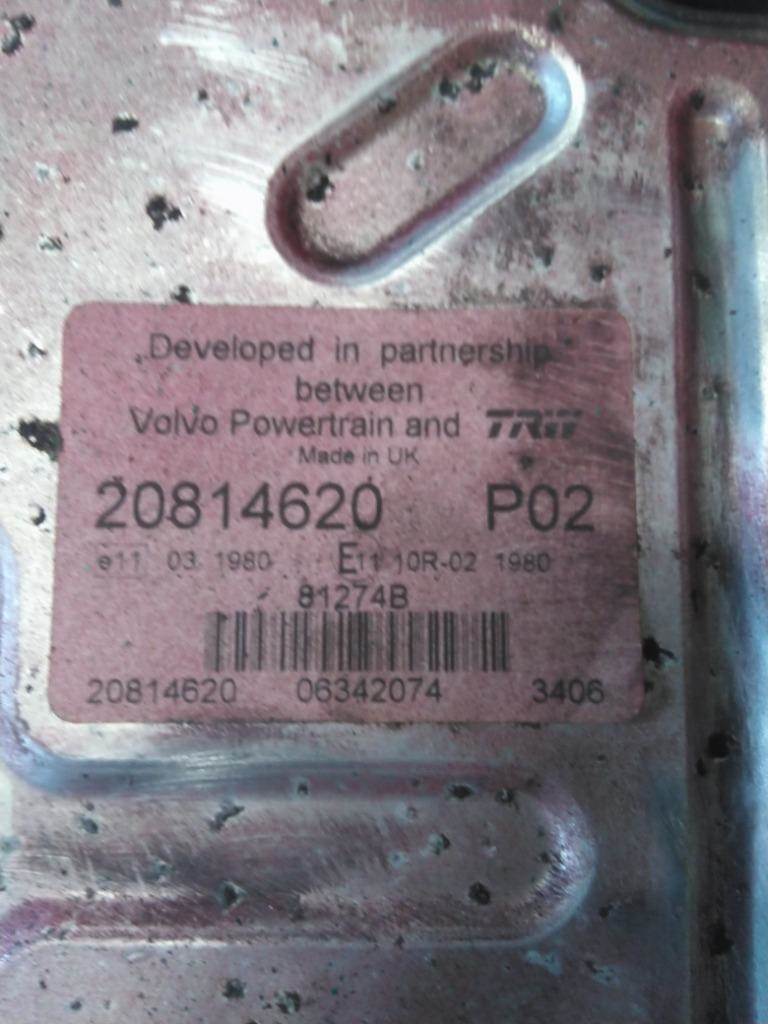 Developed in partnership
between
Volvo Powertrain and TRW
Made in UK
20814620 P02
e11 03 1980 E11 10R-02 1980
81274B
20814620 06342074 3406